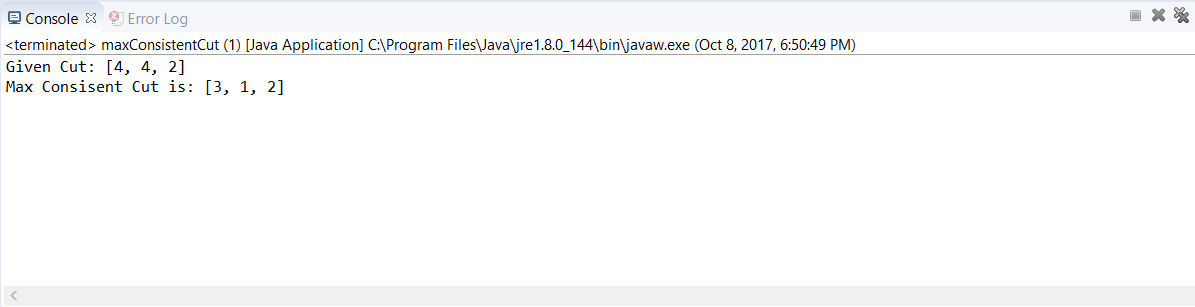 Console Error Log
<terminated> maxConsistentCut (1) [Java Application] C:\Program Files\Java\jre1.8.0_144\bin\javaw.exe (Oct 8, 2017, 6:50:49 PM)
Given Cut: [4, 4, 2]
Max Consisent Cut is: [3, 1, 2]